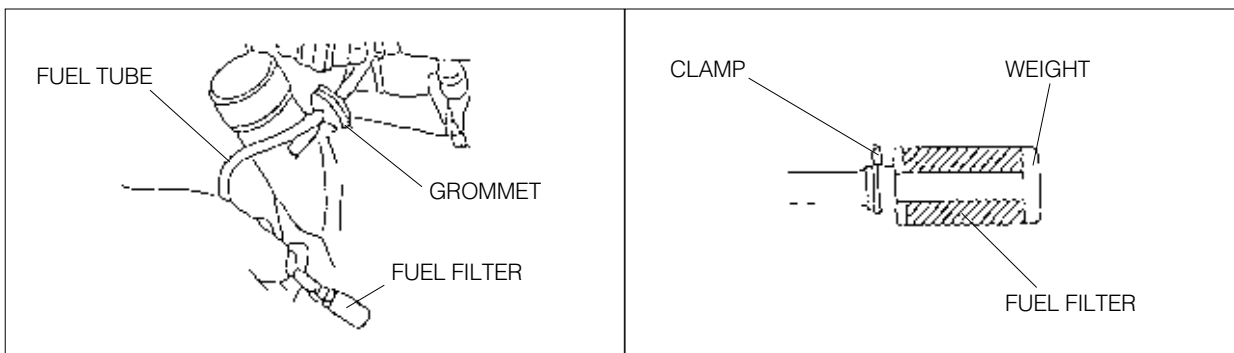 FUEL TUBE
GROMMET
FUEL FILTER
CLAMP
WEIGHT
FUEL FILTER